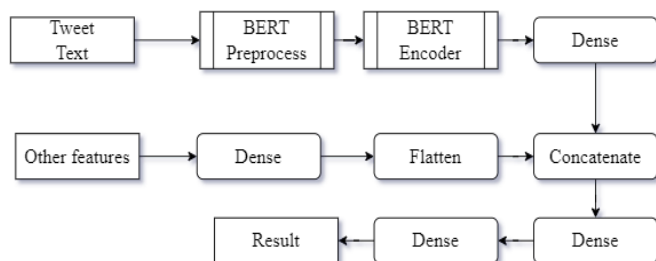 Tweet
Text
BERT
Preprocess
BERT
Encoder
Dense
Other features
Dense
Flatten
Concatenate
Result
Dense
Dense